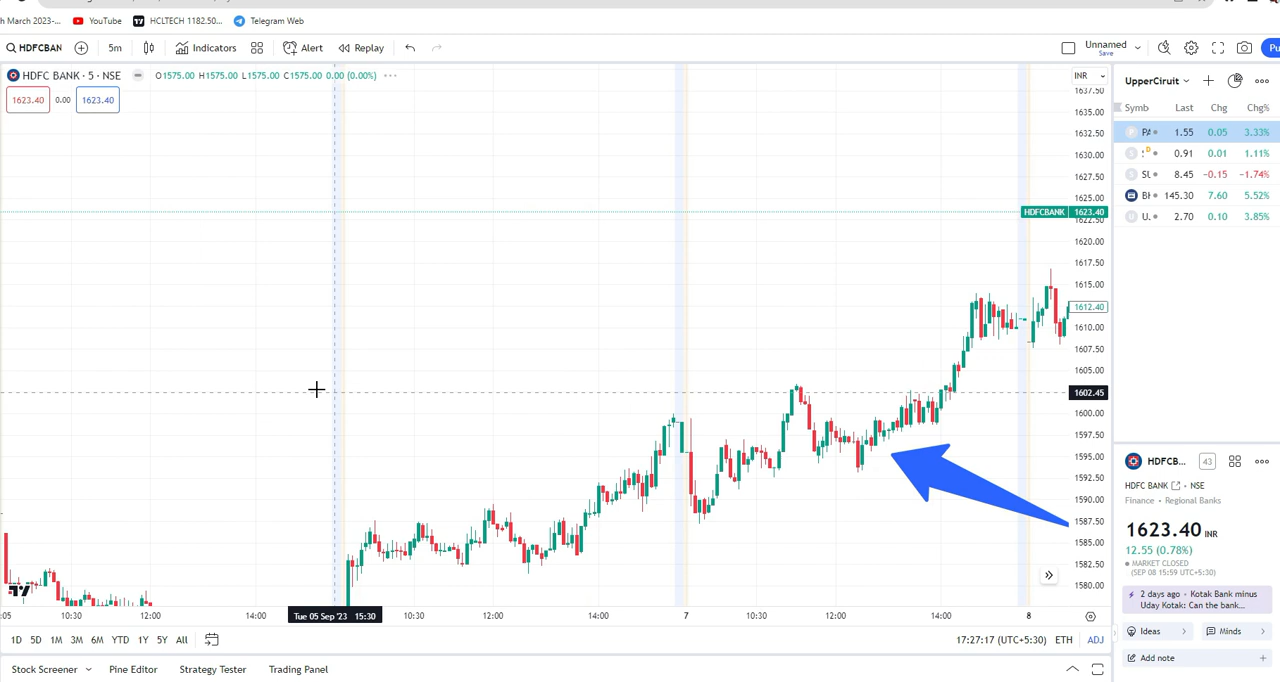 h March 2023-... YouTube HCLTECH 1182.50... Telegram Web
HDFCBAN 5m Indicators Alert Replay Unnamed Save Pu
HDFC BANK · 5 · NSE O1575.00 H1575.00 L1575.00 C1575.00 0.00 (0.00%) INR
1623.40 0.00 1623.40
UpperCiruit
Symb Last Chg Chg%
PA 1.55 0.05 3.33%
0.91 0.01 1.11%
SU 8.45 −0.15 −1.74%
145.30 7.60 5.52%
U. 2.70 0.10 3.85%
1637.50
1635.00
1632.50
1630.00
1627.50
1625.00
HDFCBANK 1623.40
1622.50
1620.00
1617.50
1615.00
1612.40
1610.00
1607.50
1605.00
1602.45
1600.00
1597.50
1595.00
1592.50
1590.00
1587.50
1585.00
1582.50
1580.00
HDFCB... 43
HDFC BANK · NSE
Finance • Regional Banks
1623.40 INR
12.55 (0.78%)
MARKET CLOSED
(SEP 08 15:59 UTC+5:30)
2 days ago • Kotak Bank minus
Uday Kotak: Can the bank...
Ideas Minds
Add note
:05 10:30 12:00 14:00 Tue 05 Sep '23 15:30 10:30 12:00 14:00 7 10:30 12:00 14:00 8
1D 5D 1M 3M 6M YTD 1Y 5Y All 17:27:17 (UTC+5:30) ETH ADJ
Stock Screener Pine Editor Strategy Tester Trading Panel